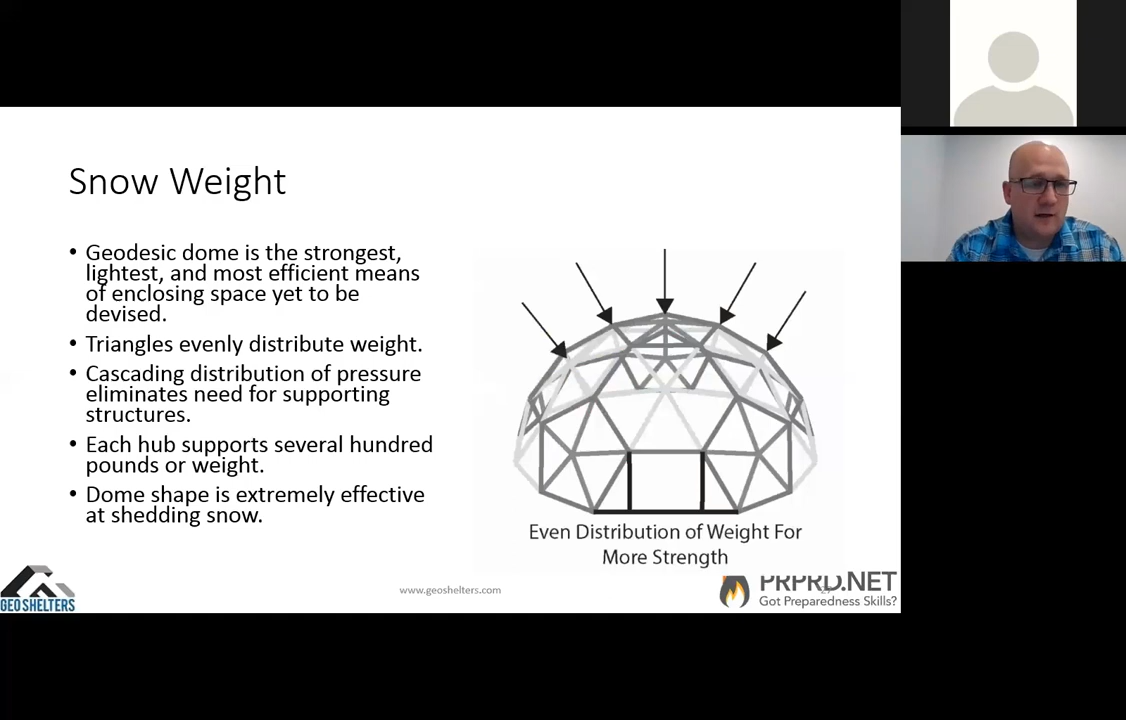 Snow Weight
• Geodesic dome is the strongest,
lightest, and most efficient means
of enclosing space yet to be
devised.
• Triangles evenly distribute weight.
• Cascading distribution of pressure
eliminates need for supporting
structures.
• Each hub supports several hundred
pounds or weight.
• Dome shape is extremely effective
at shedding snow.
Even Distribution of Weight For
More Strength
GEO SHELTERS
www.geoshelters.com
PRPRD.NET
Got Preparedness Skills?